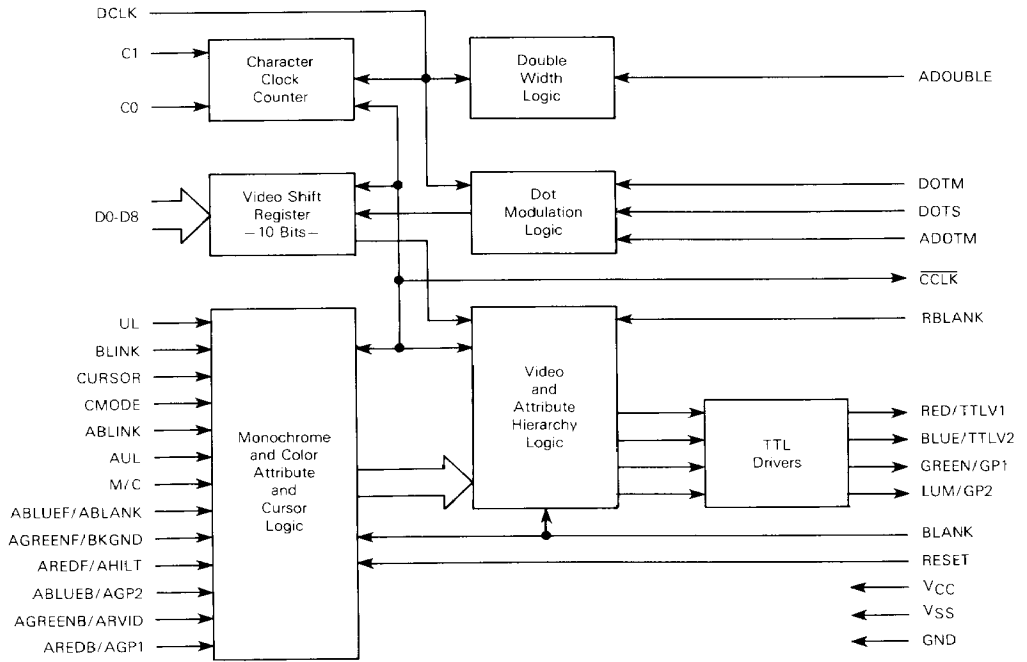 DCLK
C1
C0
Character
Clock
Counter
Double
Width
Logic
ADOUBLE
D0-D8
Video Shift
Register
—10 Bits—
Dot
Modulation
Logic
DOTM
DOTS
ADOTM
CCLK
RBLANK
UL
BLINK
CURSOR
CMODE
ABLINK
AUL
M/C
ABLUEF/ABLANK
AGREENF/BKGND
AREDF/AHILT
ABLUEB/AGP2
AGREENB/ARVID
AREDB/AGP1
Monochrome
and Color
Attribute
and
Cursor
Logic
Video
and
Attribute
Hierarchy
Logic
TTL
Drivers
RED/TTLV1
BLUE/TTLV2
GREEN/GP1
LUM/GP2
BLANK
RESET
VCC
VSS
GND